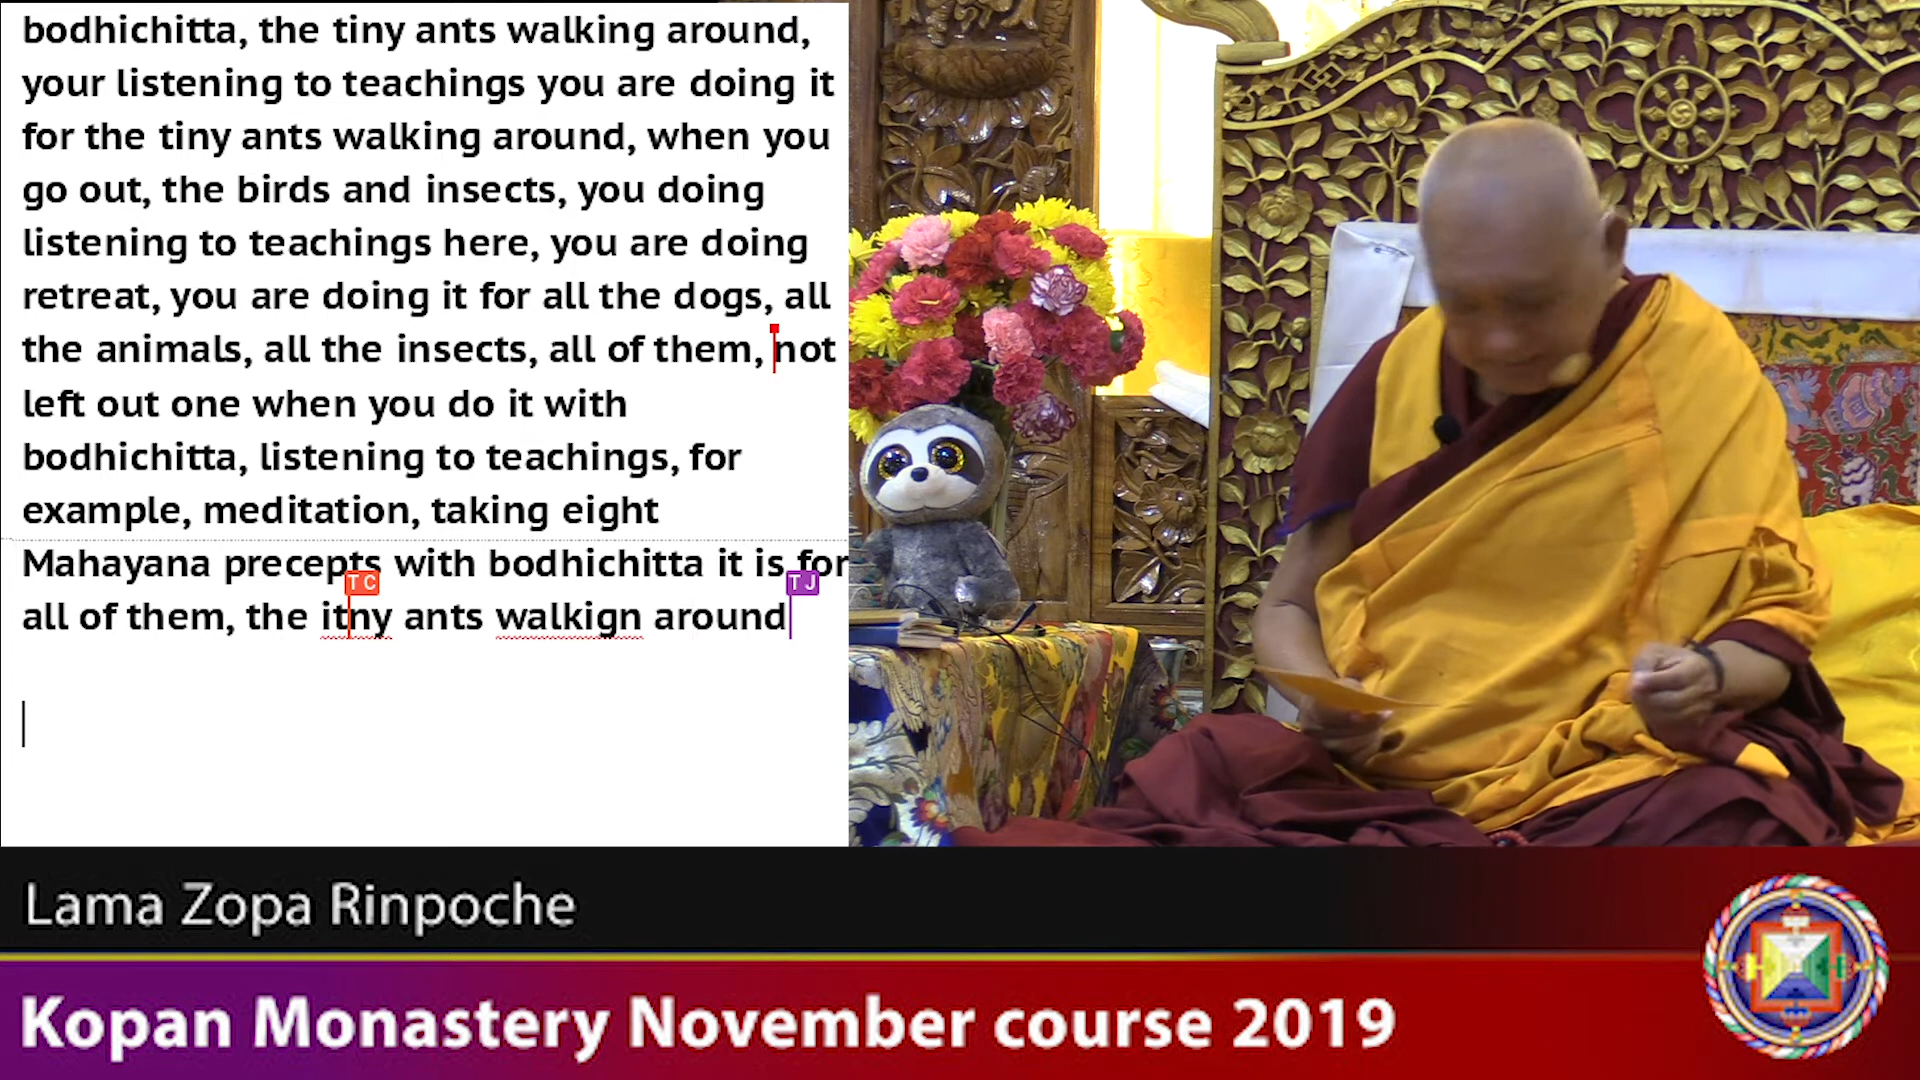 bodhichitta, the tiny ants walking around,
your listening to teachings you are doing it
for the tiny ants walking around, when you
go out, the birds and insects, you doing
listening to teachings here, you are doing
retreat, you are doing it for all the dogs, all
the animals, all the insects, all of them, not
left out one when you do it with
bodhichitta, listening to teachings, for
example, meditation, taking eight
Mahayana precepts with bodhichitta it is for
TC
TJ
all of them, the itny ants walkign around
Lama Zopa Rinpoche
Kopan Monastery November course 2019